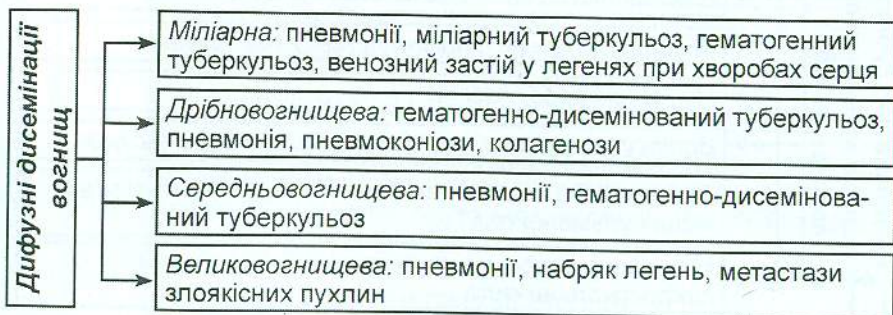 Дифузні дисемінації
вогнищ
Міліарна: пневмонії, міліарний туберкульоз, гематогенний
туберкульоз, венозний застій у легенях при хворобах серця
Дрібновогнищева: гематогенно-дисемінований туберкульоз,
пневмонія, пневмоконіози, колагенози
Середньовогнищева: пневмонії, гематогенно-дисемінова-
ний туберкульоз
Великовогнищева: пневмонії, набряк легень, метастази
злоякісних пухлин